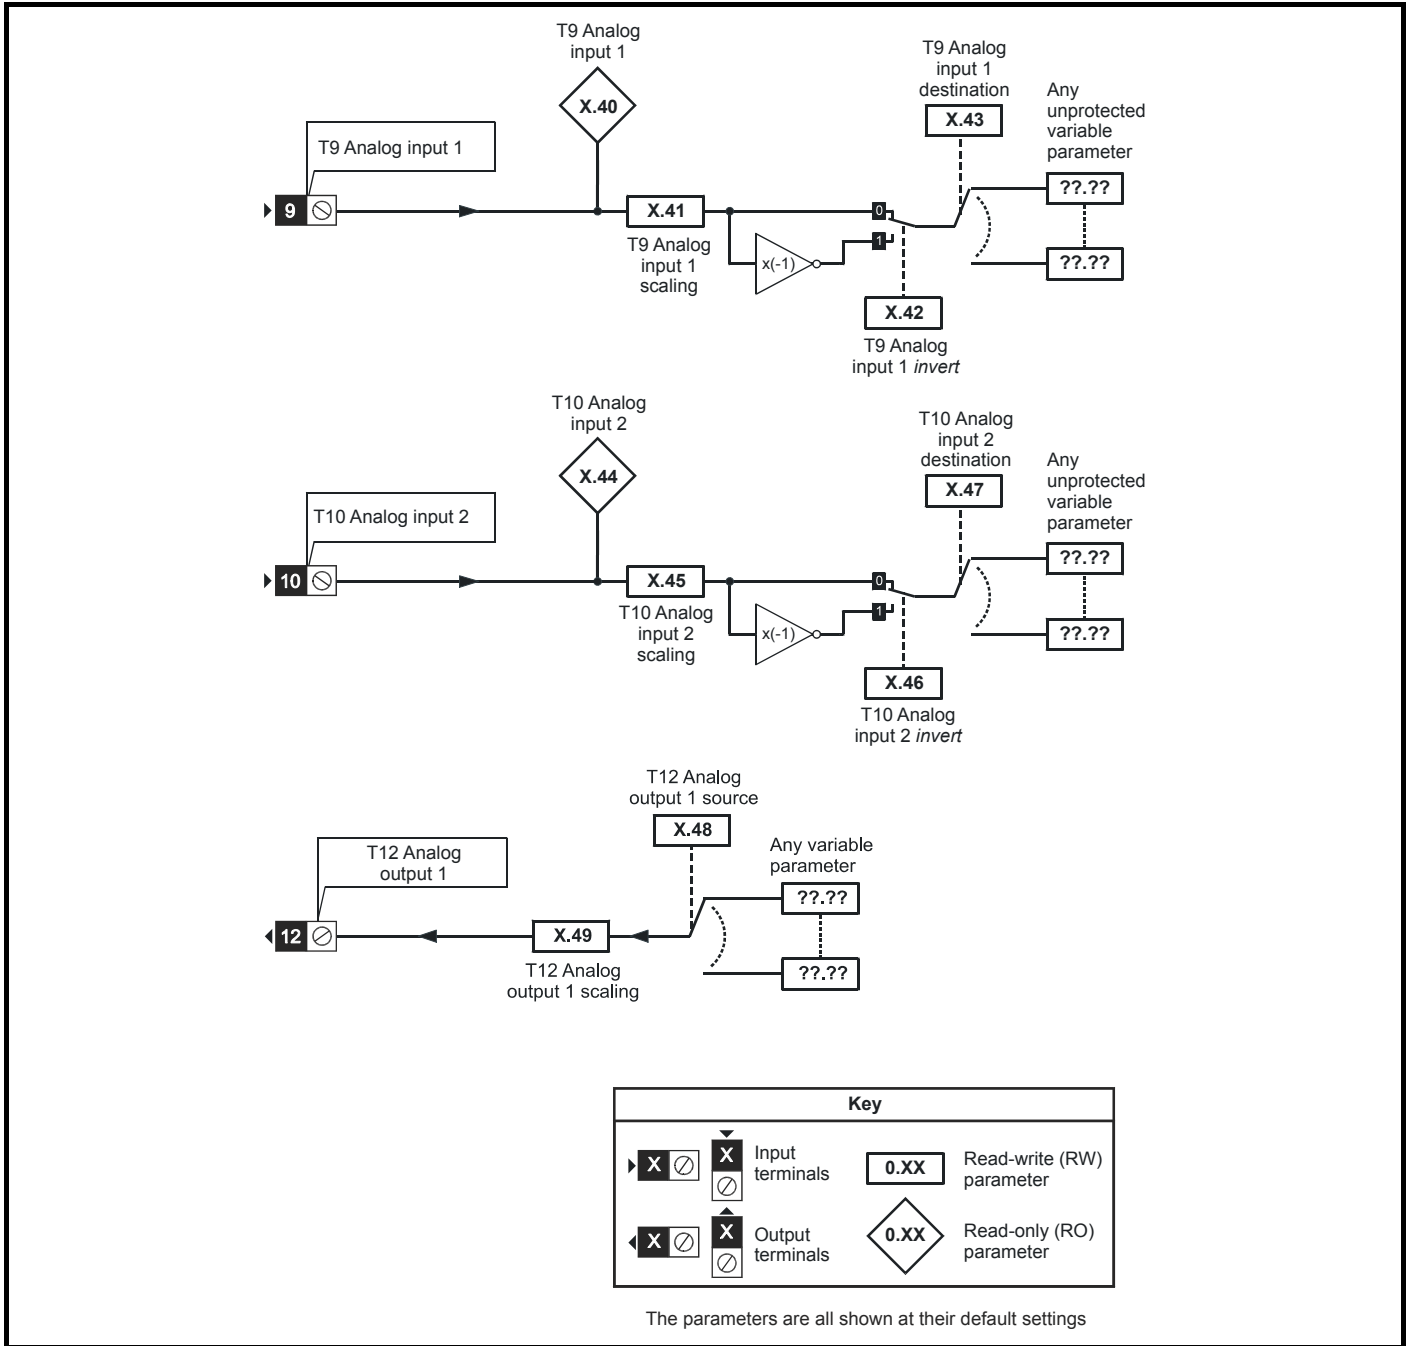 T9 Analog
input 1
X.40
T9 Analog input 1
9
X.41
T9 Analog
input 1
scaling
x(-1)
0
1
X.42
T9 Analog
input 1 invert
T9 Analog
input 1
destination
X.43
Any
unprotected
variable
parameter
??.??
??.??
T10 Analog
input 2
X.44
T10 Analog input 2
10
X.45
T10 Analog
input 2
scaling
x(-1)
0
1
X.46
T10 Analog
input 2 invert
T10 Analog
input 2
destination
X.47
Any
unprotected
variable
parameter
??.??
??.??
T12 Analog
output 1 source
X.48
Any variable
parameter
??.??
??.??
T12 Analog
output 1
12
X.49
T12 Analog
output 1 scaling
Key
X
X
Input
terminals
0.XX
Read-write (RW)
parameter
X
X
Output
terminals
0.XX
Read-only (RO)
parameter
The parameters are all shown at their default settings